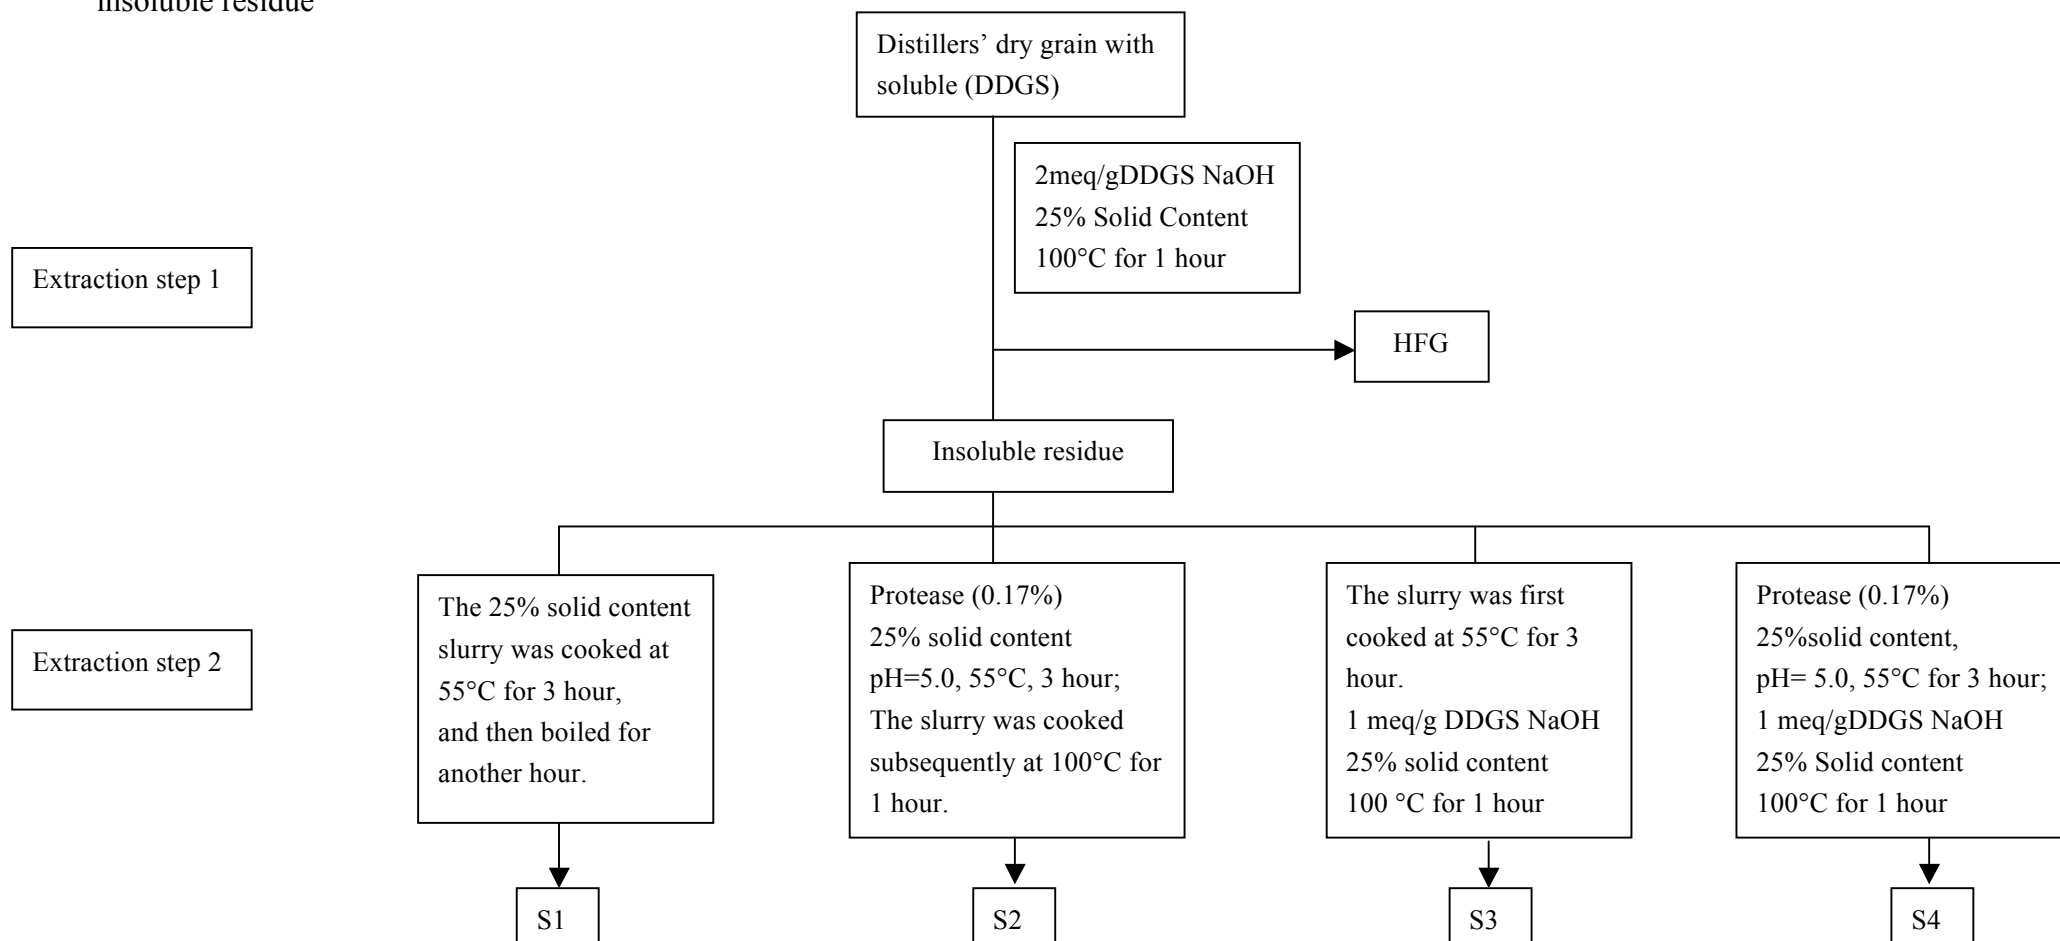 insoluble residue
Distillers’ dry grain with
soluble (DDGS)
2meq/gDDGS NaOH
25% Solid Content
100°C for 1 hour
Extraction step 1
HFG
Insoluble residue
Extraction step 2
The 25% solid content
slurry was cooked at
55°C for 3 hour,
and then boiled for
another hour.
Protease (0.17%)
25% solid content
pH=5.0, 55°C, 3 hour;
The slurry was cooked
subsequently at 100°C for
1 hour.
The slurry was first
cooked at 55°C for 3
hour.
1 meq/g DDGS NaOH
25% solid content
100 °C for 1 hour
Protease (0.17%)
25%solid content,
pH= 5.0, 55°C for 3 hour;
1 meq/gDDGS NaOH
25% Solid content
100°C for 1 hour
S1
S2
S3
S4